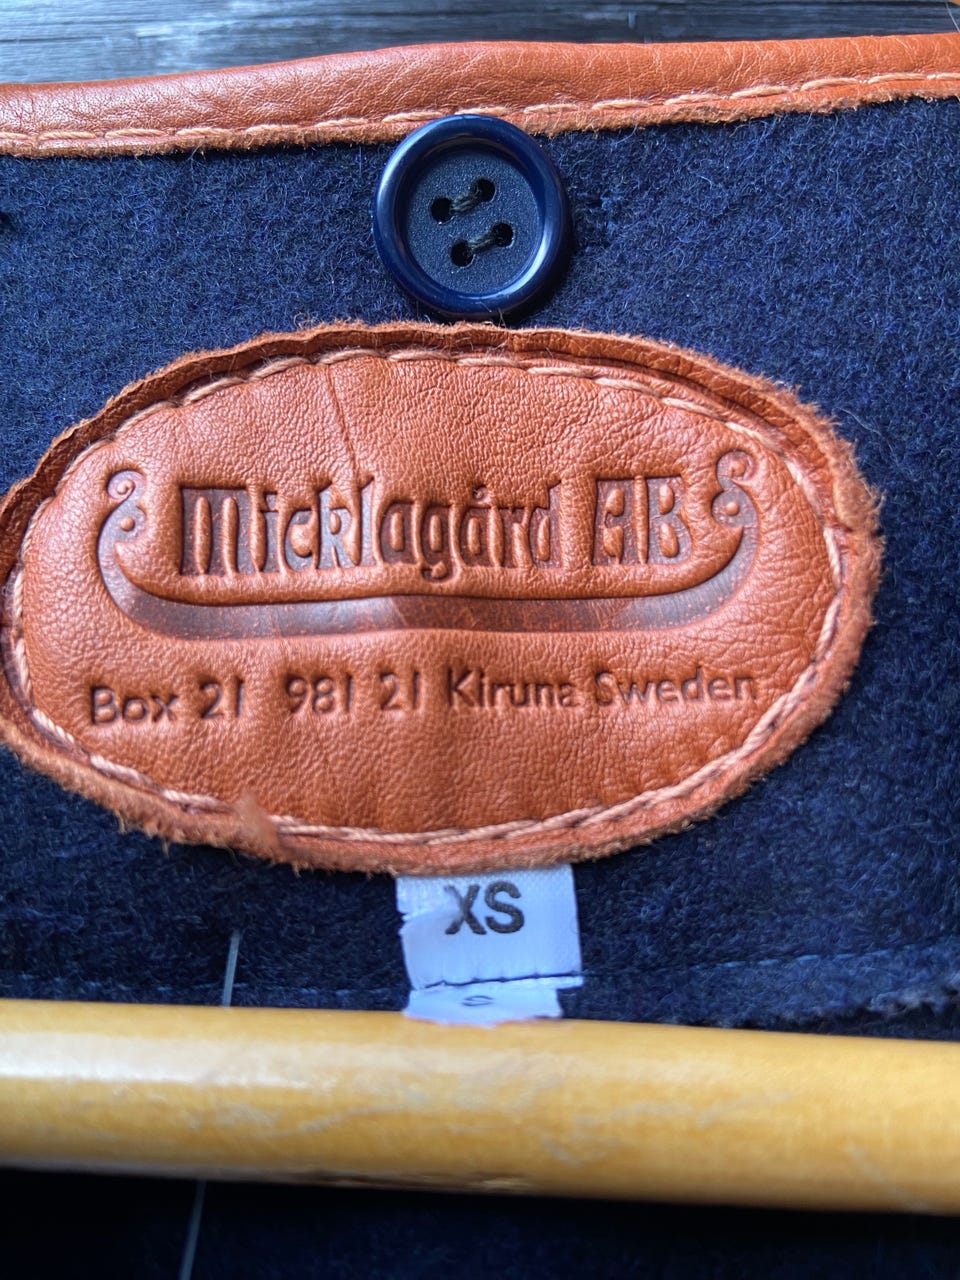 Micklagård AB
Box 21 981 21 Kiruna Sweden
XS